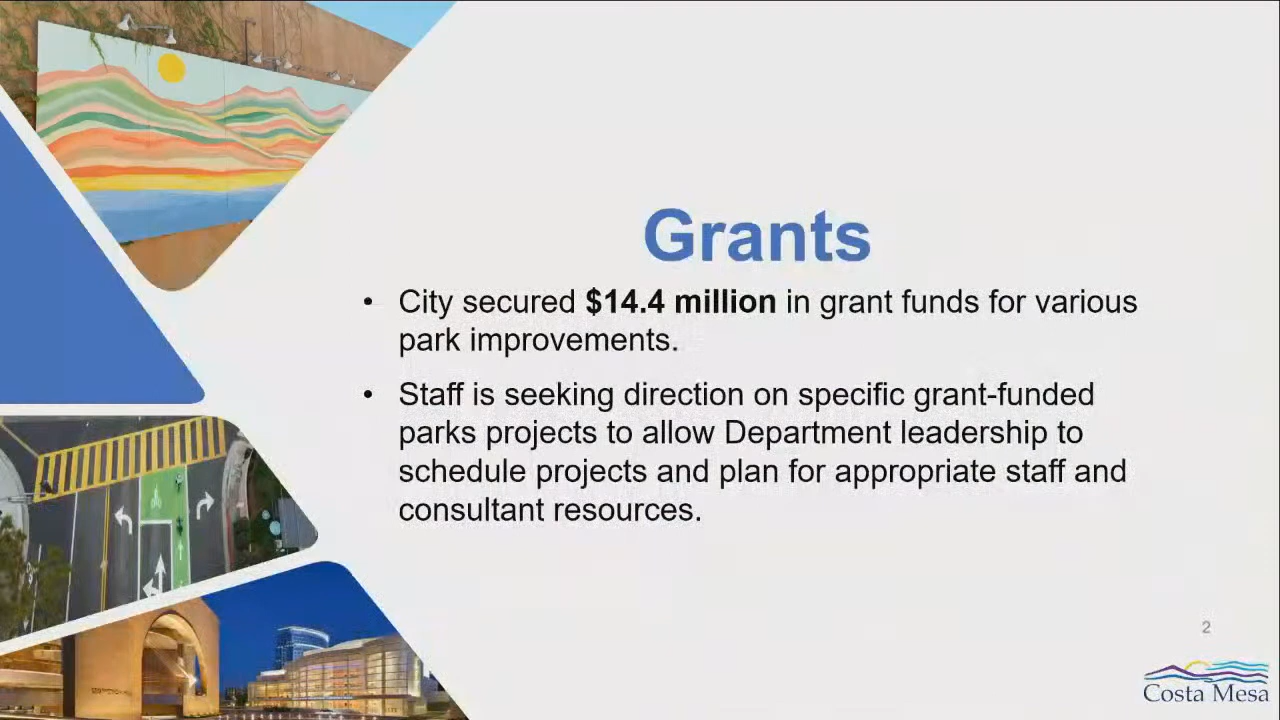 Grants
• City secured $14.4 million in grant funds for various
park improvements.
• Staff is seeking direction on specific grant-funded
parks projects to allow Department leadership to
schedule projects and plan for appropriate staff and
consultant resources.
2
Costa Mesa